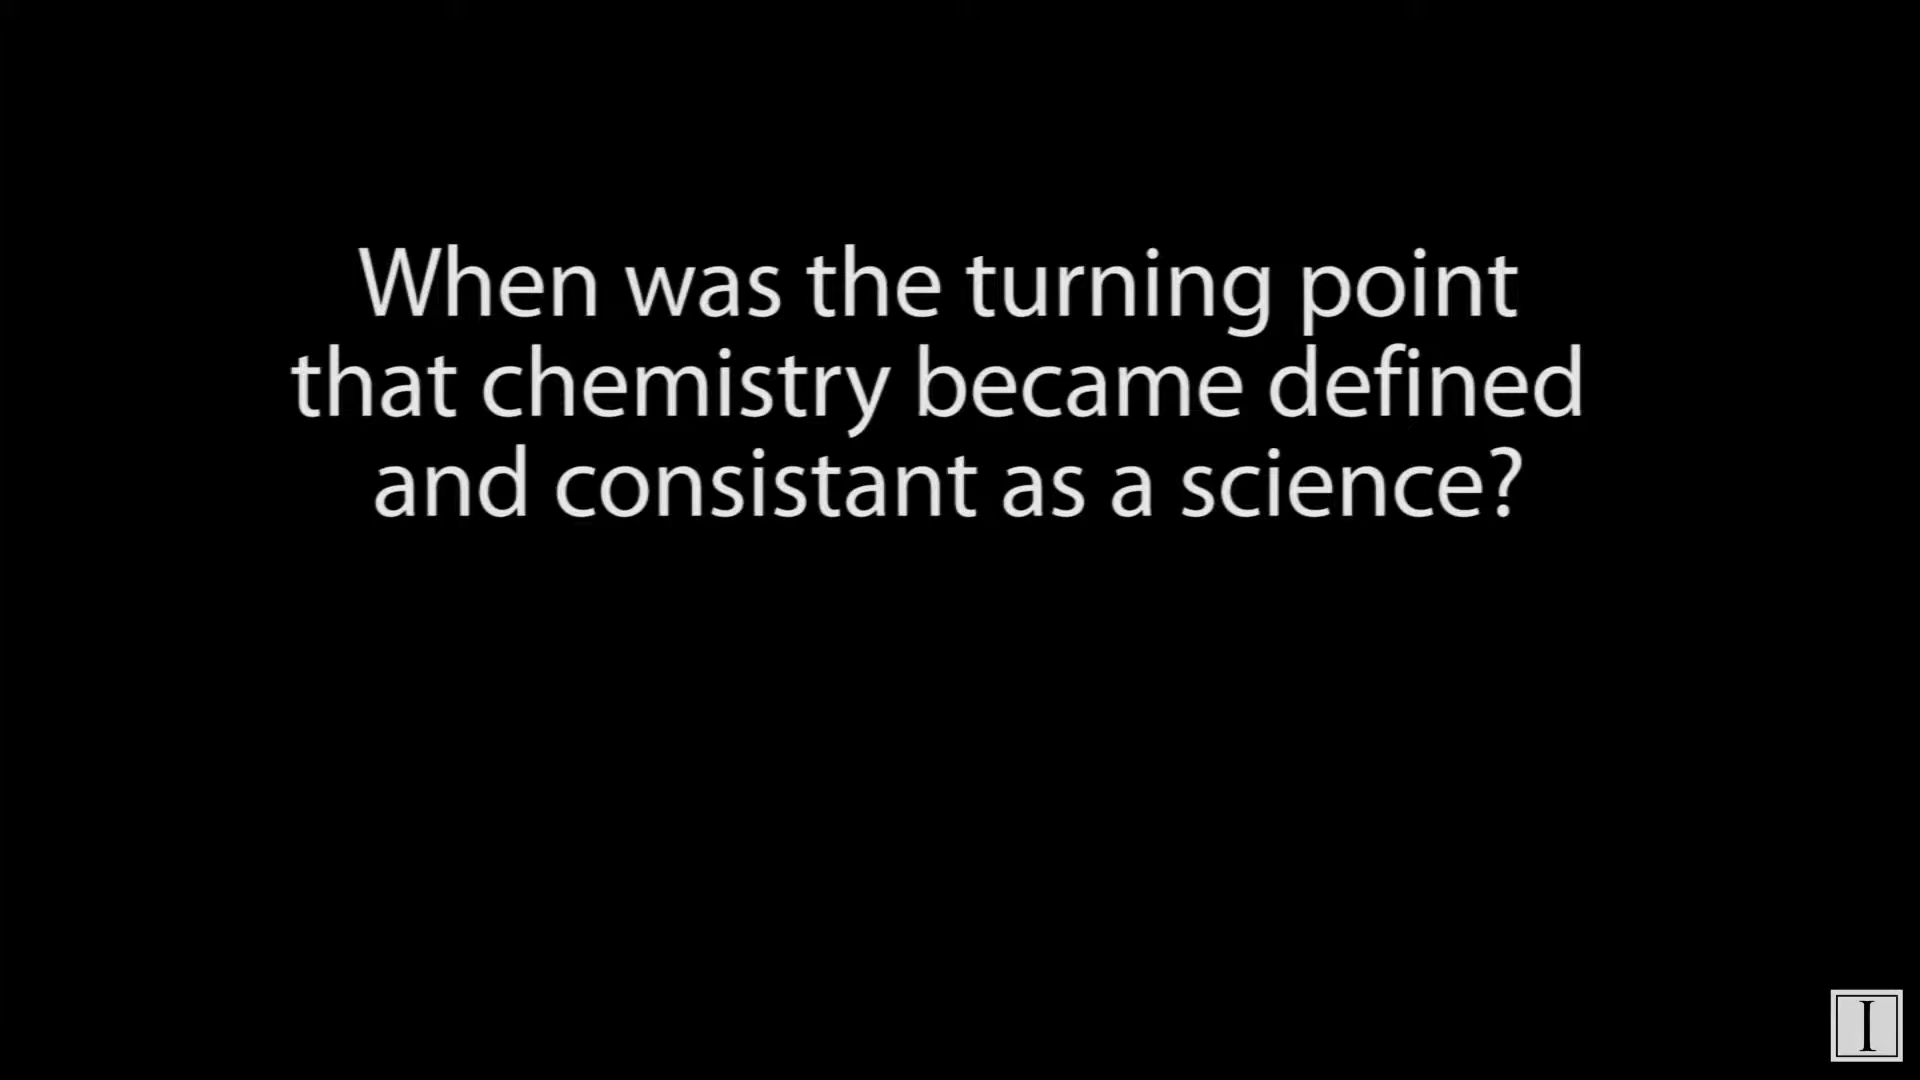 When was the turning point
that chemistry became defined
and consistant as a science?
I